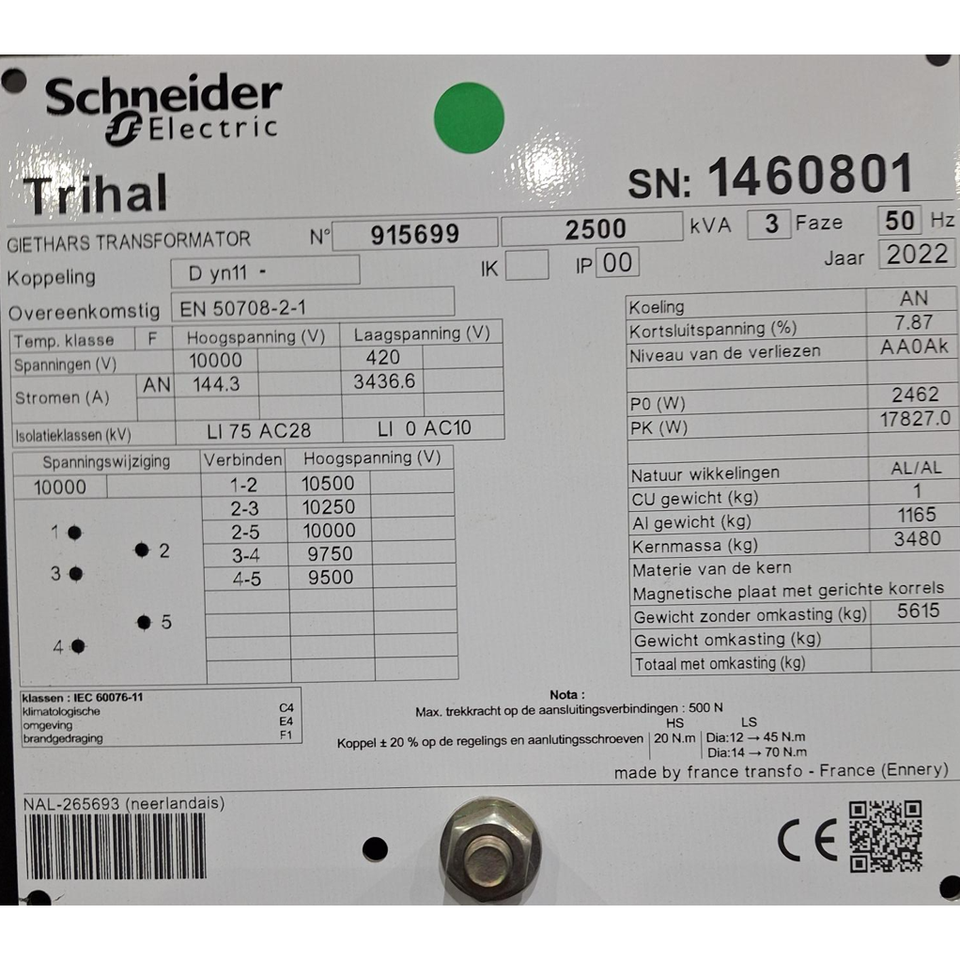 Schneider
Electric
Trihal
SN: 1460801
GIETHARS TRANSFORMATOR N° 915699 2500 kVA 3 Faze 50 Hz
Koppeling D yn11 - IK IP 00 Jaar 2022
Overeenkomstig EN 50708-2-1
Temp. klasse F Hoogspanning (V) Laagspanning (V)
Spanningen (V) 10000 420
Stromen (A) AN 144.3 3436.6
Isolatieklassen (kV) LI 75 AC28 LI 0 AC10
Koeling AN
Kortsluitspanning (%) 7.87
Niveau van de verliezen AA0Ak
P0 (W) 2462
PK (W) 17827.0
Natuur wikkelingen AL/AL
CU gewicht (kg) 1
Al gewicht (kg) 1165
Kernmassa (kg) 3480
Materie van de kern
Magnetische plaat met gerichte korrels
Gewicht zonder omkasting (kg) 5615
Gewicht omkasting (kg)
Totaal met omkasting (kg)
Spanningswijziging Verbinden Hoogspanning (V)
10000 1-2 10500
2-3 10250
2-5 10000
3-4 9750
4-5 9500
1
2
3
5
4
klassen : IEC 60076-11
klimatologische C4
omgeving E4
brandgedraging F1
Nota :
Max. trekkracht op de aansluitingsverbindingen : 500 N
HS LS
Koppel ± 20 % op de regelings en aanlutingsschroeven 20 N.m Dia:12 → 45 N.m
Dia:14 → 70 N.m
made by france transfo - France (Ennery)
NAL-265693 (neerlandais)
CE